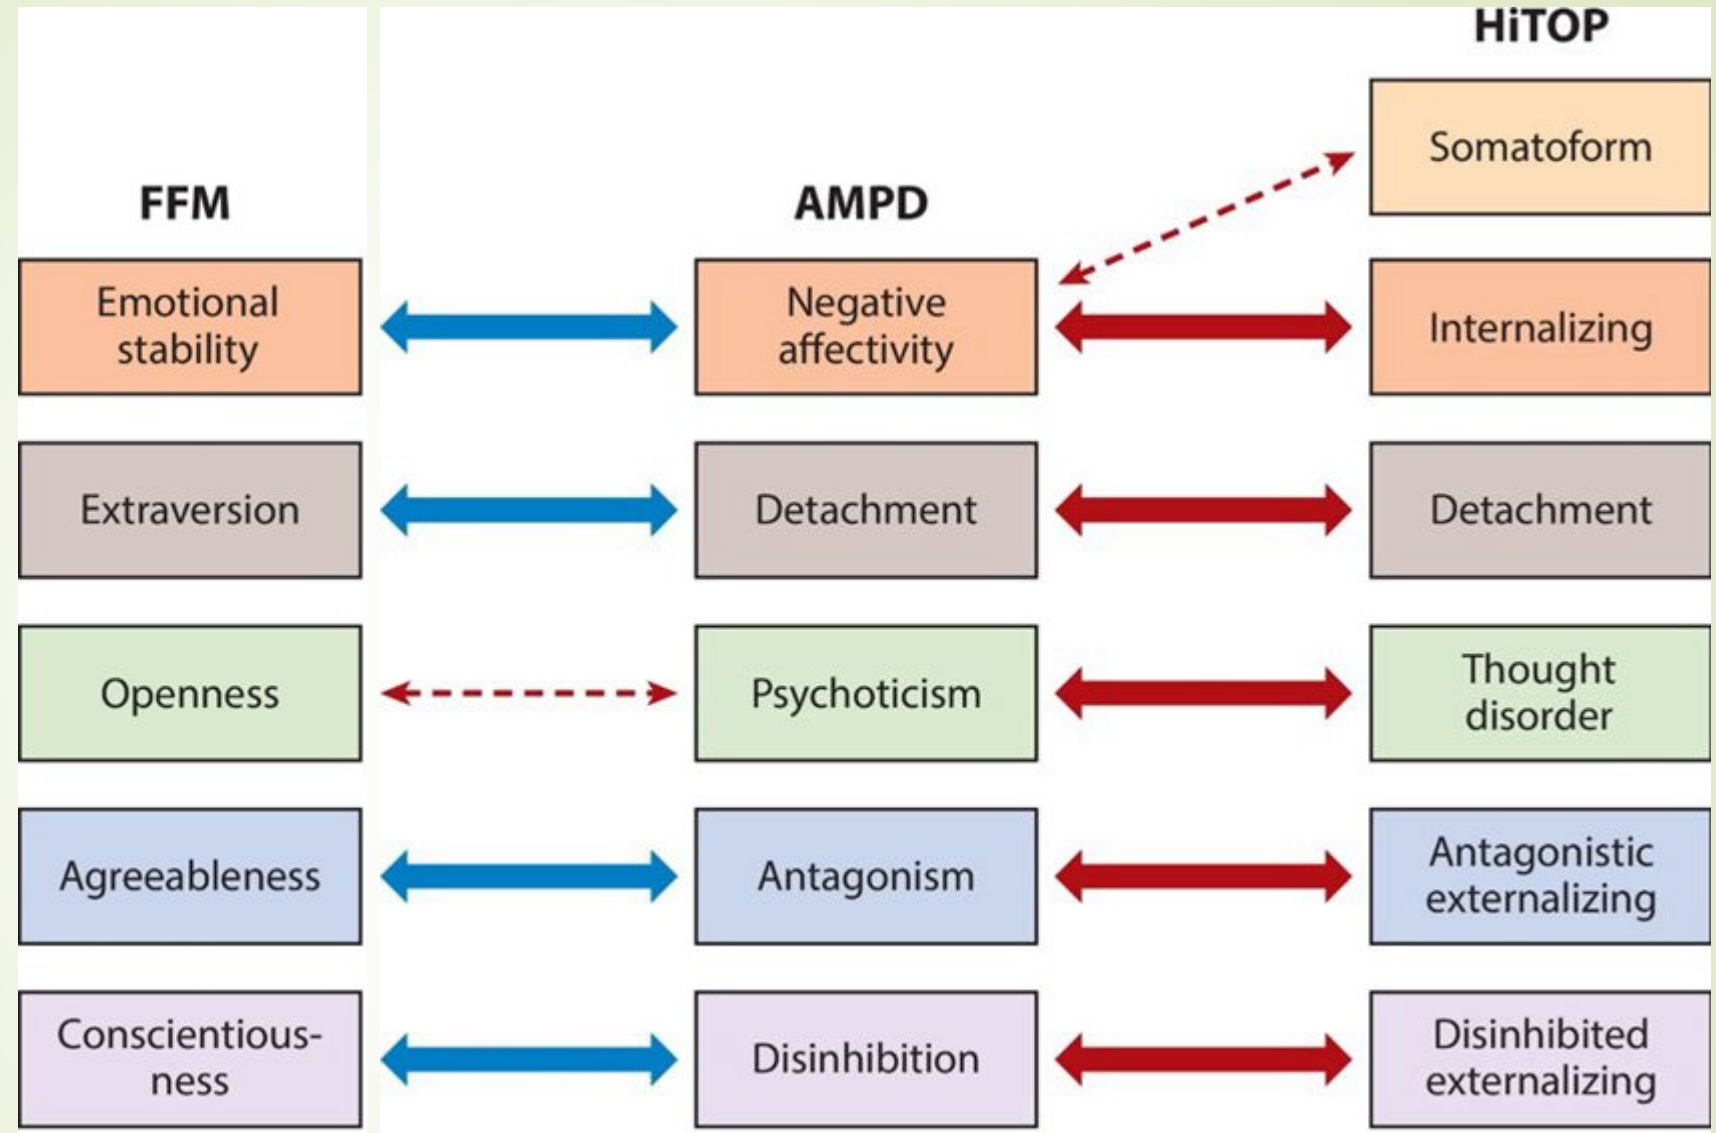 HiTOP
Somatoform
FFM
AMPD
Emotional
stability
Negative
affectivity
Internalizing
Extraversion
Detachment
Detachment
Openness
Psychoticism
Thought
disorder
Agreeableness
Antagonism
Antagonistic
externalizing
Conscientious-
ness
Disinhibition
Disinhibited
externalizing